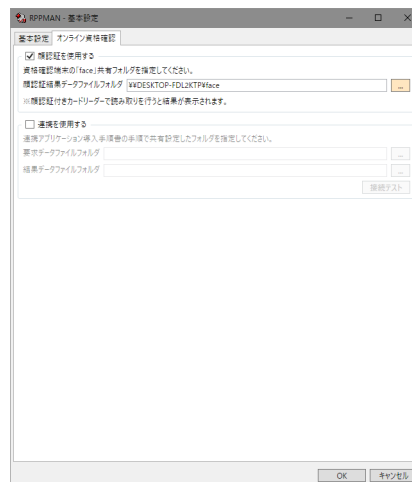 RPPMAN - 基本設定
基本設定 オンライン資格確認
顔認証を使用する
資格確認端末の「face」共有フォルダを指定してください。
顔認証結果データファイルフォルダ ¥¥DESKTOP-FDL2KTP¥face ...
※顔認証付きカードリーダーで読み取りを行うと結果が表示されます。
連携を使用する
連携アプリケーション導入手順書の手順で共有設定したフォルダを指定してください。
要求データファイルフォルダ ...
結果データファイルフォルダ ...
接続テスト
OK キャンセル